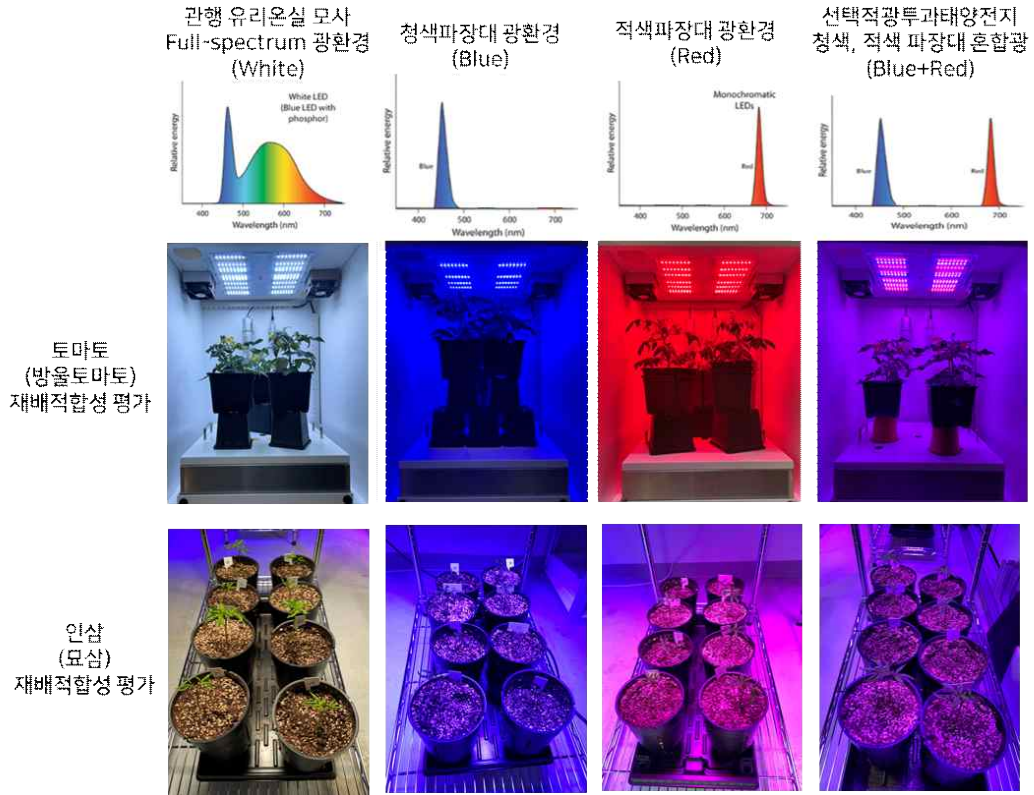 관행 유리온실 모사
Full-spectrum 광환경
(White)
청색파장대 광환경
(Blue)
적색파장대 광환경
(Red)
선택적광투과태양전지
청색, 적색 파장대 혼합광
(Blue+Red)
Relative energy
White LED
(Blue LED with
phosphor)
400 500 600 700
Wavelength (nm)
Relative energy
Blue
400 500 600 700
Wavelength (nm)
Relative energy
Monochromatic
LEDs
Red
400 500 600 700
Wavelength (nm)
Relative energy
Blue
Red
400 500 600 700
Wavelength (nm)
토마토
(방울토마토)
재배적합성 평가
인삼
(묘삼)
재배적합성 평가